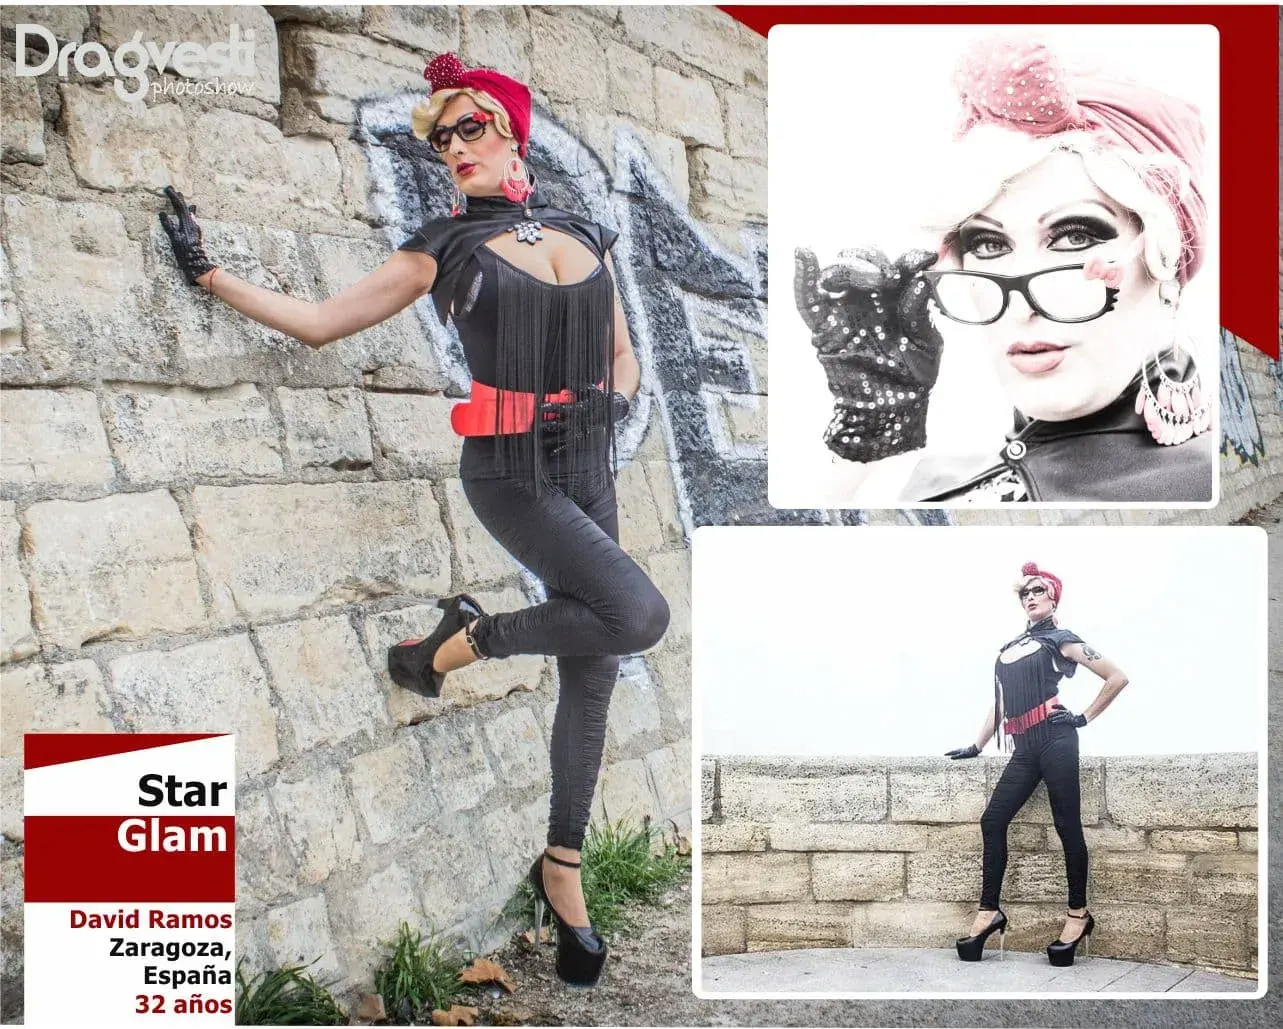 Dragvesti
photoshow
Star
Glam
David Ramos
Zaragoza,
España
32 años